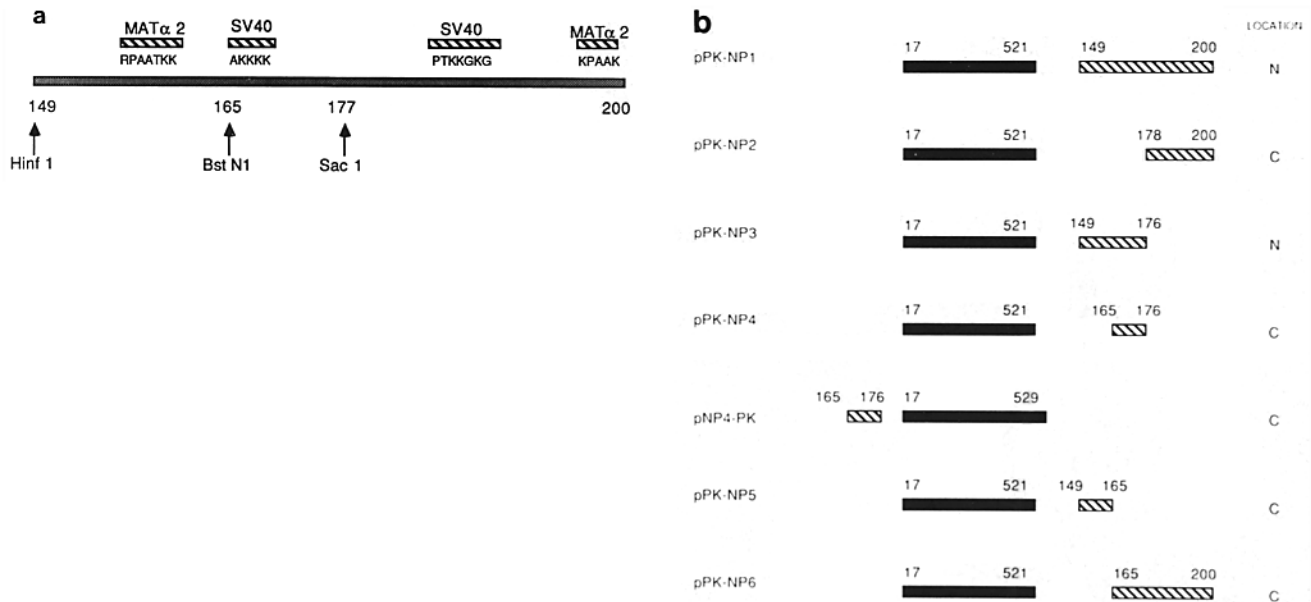 a
MATα 2 SV40 SV40 MATα 2
RPAATKK AKKKK PTKKGKG KPAAK
149 165 177 200
Hinf 1 Bst N1 Sac 1
b
LOCATION
17 521 149 200
pPK-NP1 N
17 521 178 200
pPK-NP2 C
17 521 149 176
pPK-NP3 N
17 521 165 176
pPK-NP4 C
165 176 17 529
pNP4-PK C
17 521 149 165
pPK-NP5 C
17 521 165 200
pPK-NP6 C